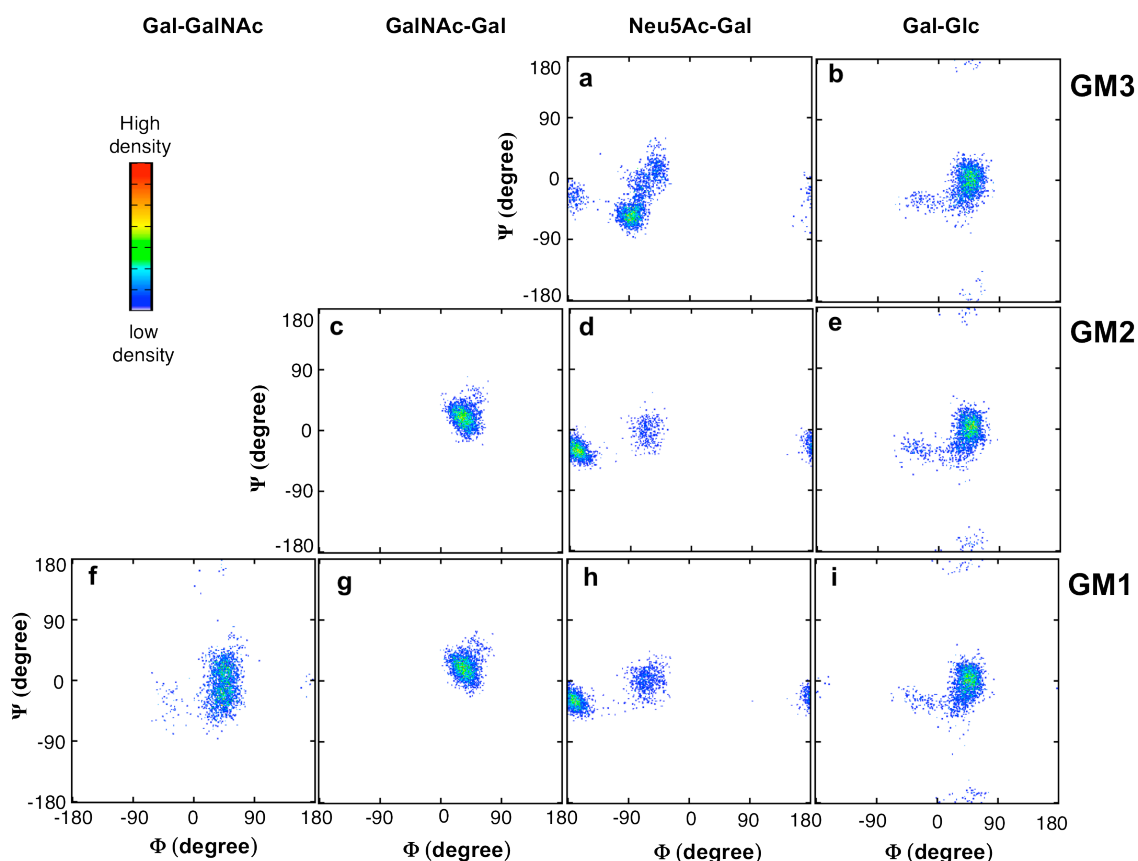 Gal-GalNAc GalNAc-Gal Neu5Ac-Gal Gal-Glc
High
density
low
density
a b GM3
180
90
0
-90
-180
Ψ (degree)
c d e GM2
180
90
0
-90
-180
Ψ (degree)
f g h i GM1
180
90
0
-90
-180
Ψ (degree)
-180 -90 0 90 -90 0 90 -90 0 90 180 -90 0 90 180
Φ (degree) Φ (degree) Φ (degree) Φ (degree)